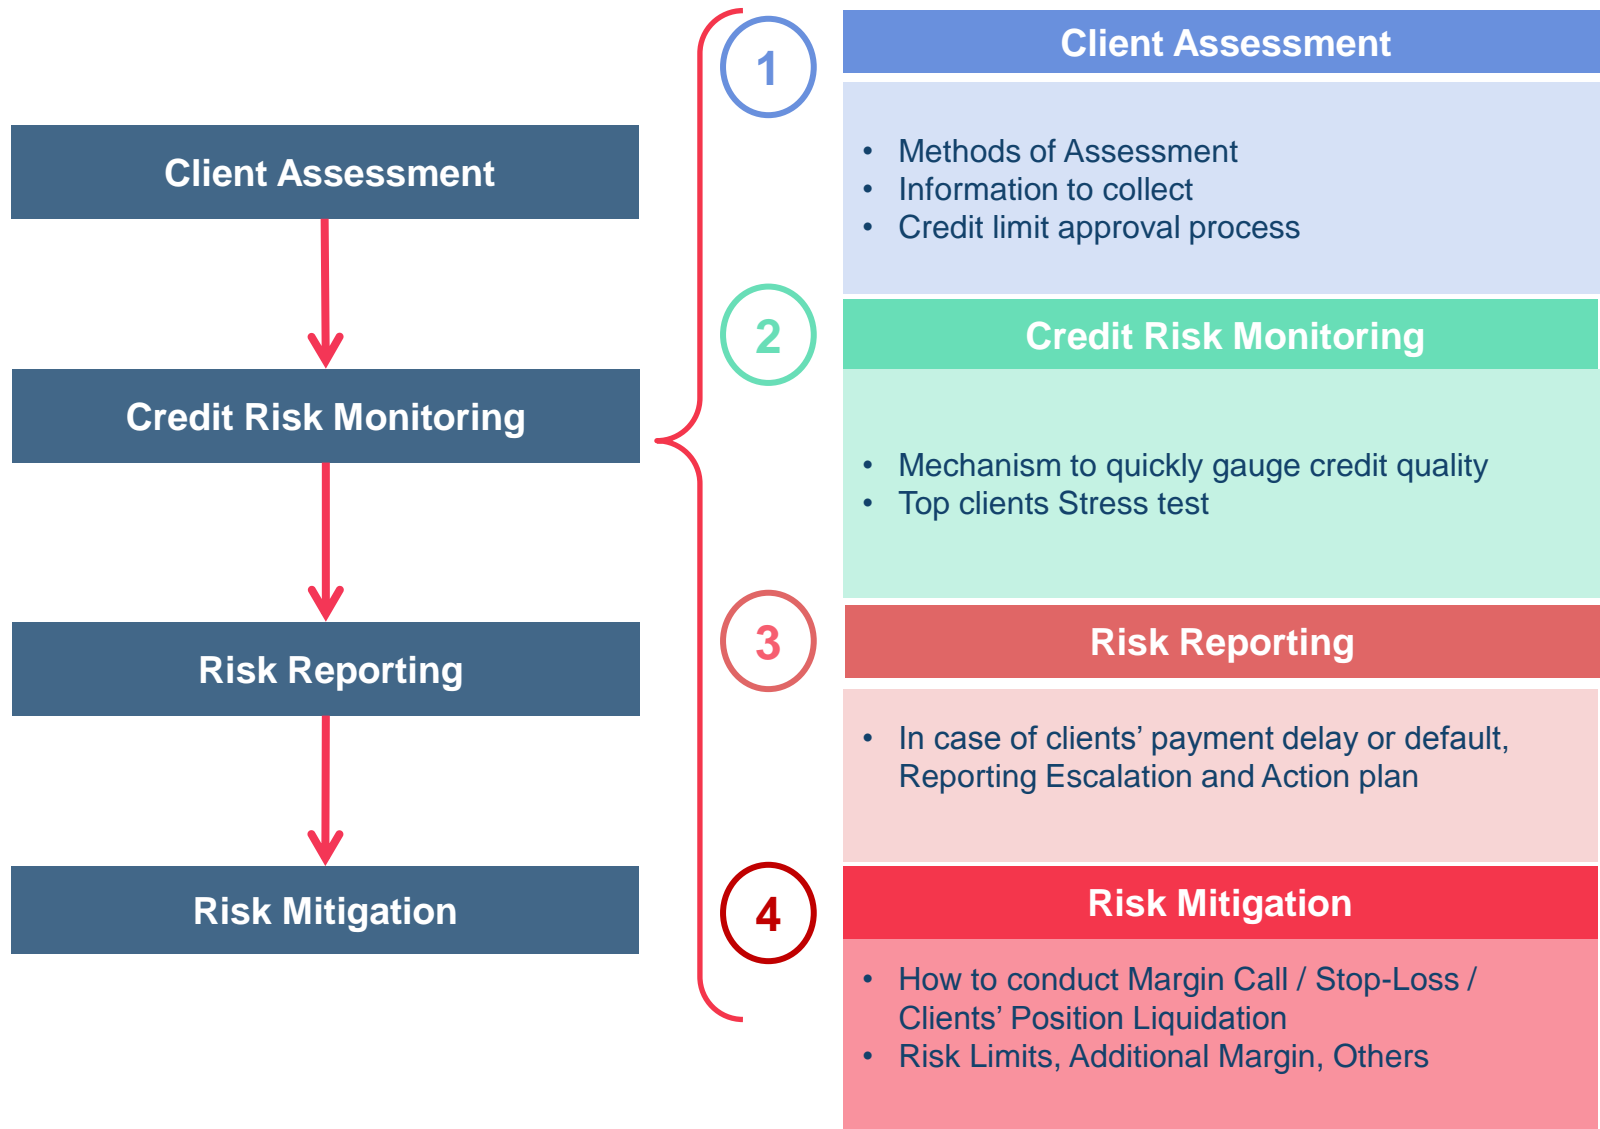 Client Assessment
Credit Risk Monitoring
Risk Reporting
Risk Mitigation
1
Client Assessment
• Methods of Assessment
• Information to collect
• Credit limit approval process
2
Credit Risk Monitoring
• Mechanism to quickly gauge credit quality
• Top clients Stress test
3
Risk Reporting
• In case of clients’ payment delay or default,
Reporting Escalation and Action plan
4
Risk Mitigation
• How to conduct Margin Call / Stop-Loss /
Clients’ Position Liquidation
• Risk Limits, Additional Margin, Others